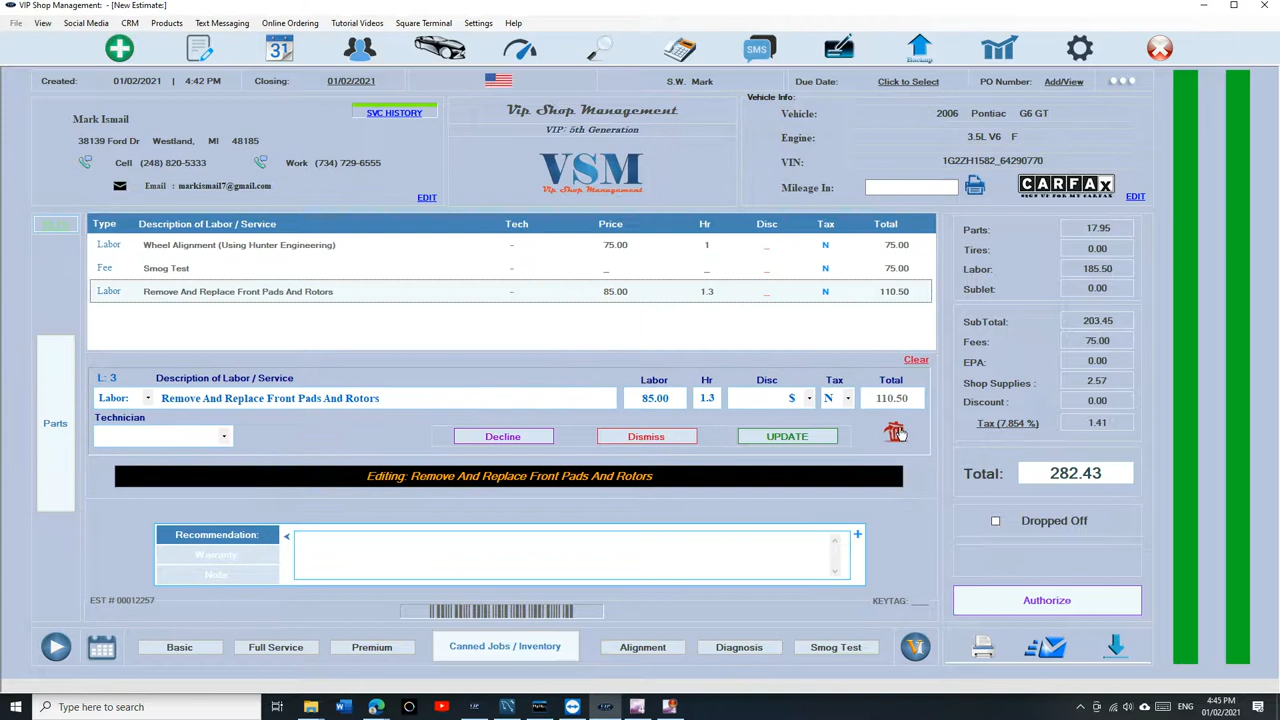 VIP Shop Management: - [New Estimate:]
File View Social Media CRM Products Text Messaging Online Ordering Tutorial Videos Square Terminal Settings Help
31 SMS Backup
Created: 01/02/2021 | 4:42 PM Closing: 01/02/2021 S.W. Mark Due Date: Click to Select PO Number: Add/View
Mark Ismail
SVC HISTORY
38139 Ford Dr Westland, MI 48185
Cell (248) 820-5333 Work (734) 729-6555
Email : markismail7@gmail.com
EDIT
Vip Shop Management
VIP: 5th Generation
VSM
Vip Shop Management
Vehicle Info:
Vehicle: 2006 Pontiac G6 GT
Engine: 3.5L V6 F
VIN: 1G2ZH1582_64290770
Mileage In: CARFAX
SIGN UP FOR MY CARFAX
EDIT
Type Description of Labor / Service Tech Price Hr Disc Tax Total
Labor Wheel Alignment (Using Hunter Engineering) - 75.00 1 _ N 75.00
Fee Smog Test - _ _ _ N 75.00
Labor Remove And Replace Front Pads And Rotors - 85.00 1.3 _ N 110.50
Clear
Parts
L: 3 Description of Labor / Service Labor Hr Disc Tax Total
Labor: Remove And Replace Front Pads And Rotors 85.00 1.3 $ N 110.50
Technician
Decline Dismiss UPDATE
Editing: Remove And Replace Front Pads And Rotors
Recommendation:
Warranty:
Note:
EST # 00012257 KEYTAG: ___
Parts: 17.95
Tires: 0.00
Labor: 185.50
Sublet: 0.00
SubTotal: 203.45
Fees: 75.00
EPA: 0.00
Shop Supplies : 2.57
Discount : 0.00
Tax (7.854 %) 1.41
Total: 282.43
Dropped Off
Authorize
Basic Full Service Premium Canned Jobs / Inventory Alignment Diagnosis Smog Test
Type here to search
ENG 4:45 PM
01/02/2021